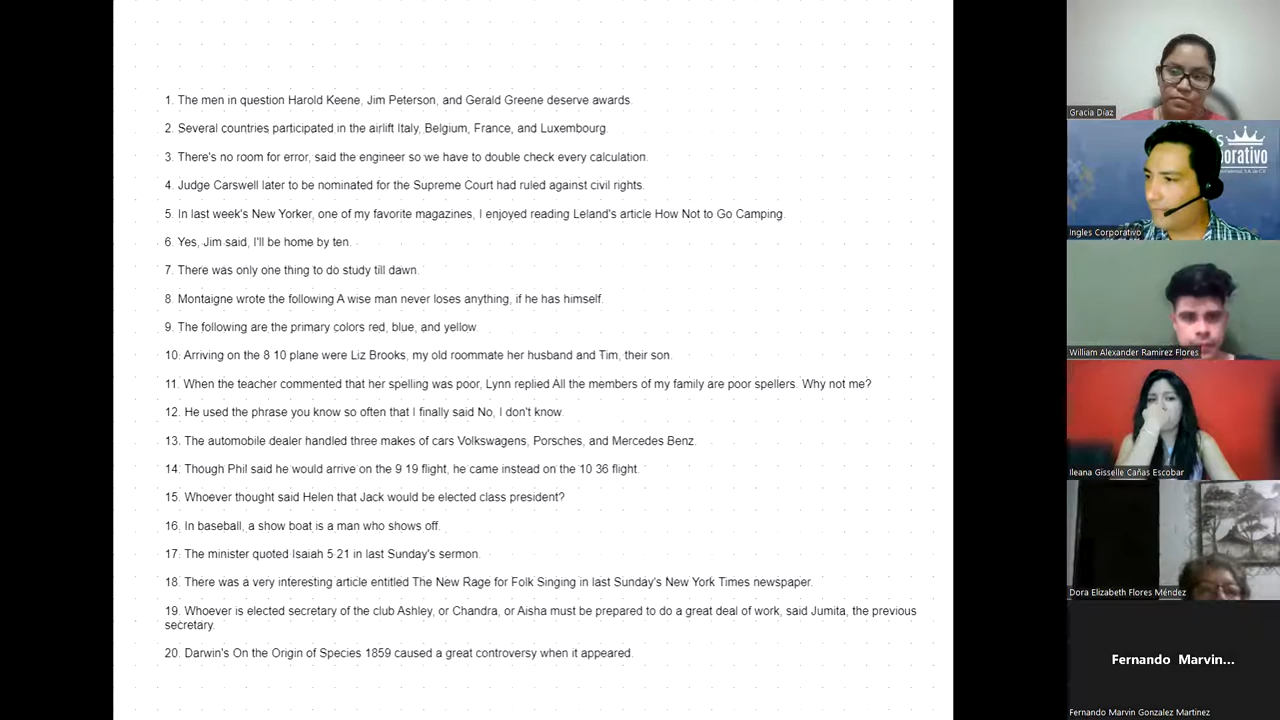 1. The men in question Harold Keene, Jim Peterson, and Gerald Greene deserve awards.
2. Several countries participated in the airlift Italy, Belgium, France, and Luxembourg.
3. There's no room for error, said the engineer so we have to double check every calculation.
4. Judge Carswell later to be nominated for the Supreme Court had ruled against civil rights.
5. In last week's New Yorker, one of my favorite magazines, I enjoyed reading Leland's article How Not to Go Camping.
6. Yes, Jim said, I'll be home by ten.
7. There was only one thing to do study till dawn.
8. Montaigne wrote the following A wise man never loses anything, if he has himself.
9. The following are the primary colors red, blue, and yellow.
10. Arriving on the 8 10 plane were Liz Brooks, my old roommate her husband and Tim, their son.
11. When the teacher commented that her spelling was poor, Lynn replied All the members of my family are poor spellers. Why not me?
12. He used the phrase you know so often that I finally said No, I don't know.
13. The automobile dealer handled three makes of cars Volkswagens, Porsches, and Mercedes Benz.
14. Though Phil said he would arrive on the 9 19 flight, he came instead on the 10 36 flight.
15. Whoever thought said Helen that Jack would be elected class president?
16. In baseball, a show boat is a man who shows off.
17. The minister quoted Isaiah 5 21 in last Sunday's sermon.
18. There was a very interesting article entitled The New Rage for Folk Singing in last Sunday's New York Times newspaper.
19. Whoever is elected secretary of the club Ashley, or Chandra, or Aisha must be prepared to do a great deal of work, said Jumita, the previous
secretary.
20. Darwin's On the Origin of Species 1859 caused a great controversy when it appeared.
Gracia Díaz
Ingles Corporativo
William Alexander Ramirez Flores
Ileana Gisselle Cañas Escobar
Dora Elizabeth Flores Méndez
Fernando Marvin...
Fernando Marvin Gonzalez Martinez